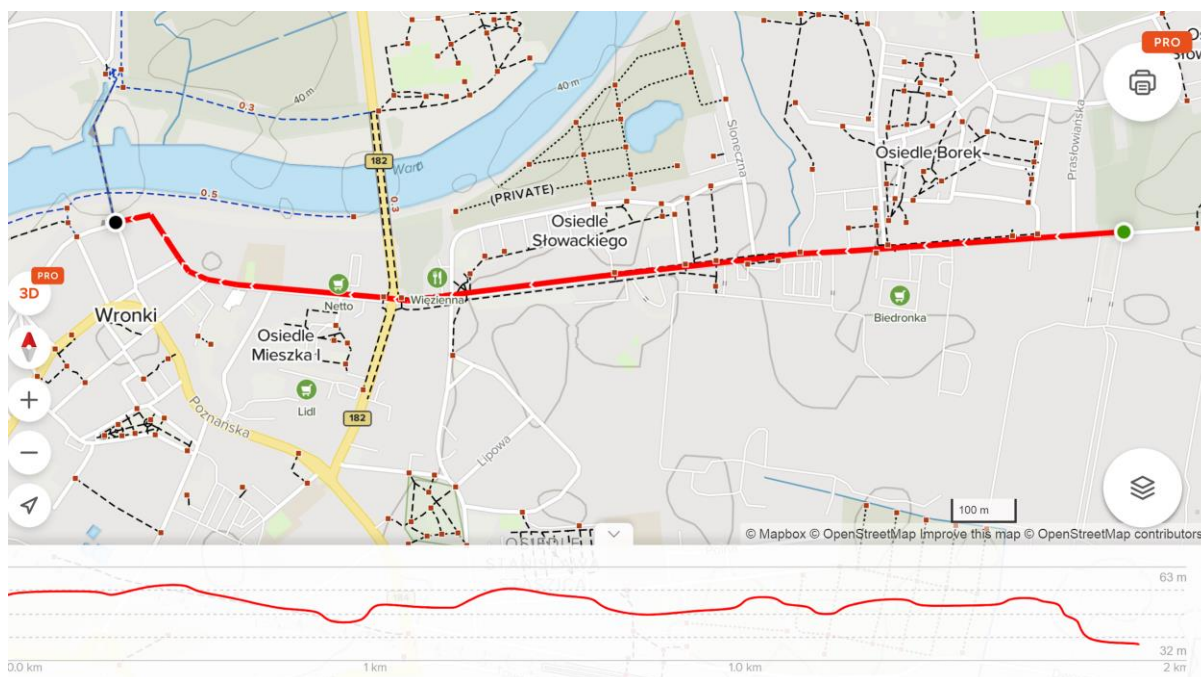 PRO
40 m
40 m
0.3
182
Wart
0.3
Słoneczna
Osiedle Borek
Prasłowiańska
0.5
(PRIVATE)
Osiedle
Słowackiego
PRO
3D
Wronki
Netto
Więzienna
Biedronka
Osiedle
Mieszka I
Lidl
182
Poznańska
Lipowa
100 m
© Mapbox © OpenStreetMap Improve this map © OpenStreetMap contributors
OSIEDLE
63 m
32 m
0.0 km
1 km
1.0 km
2 km